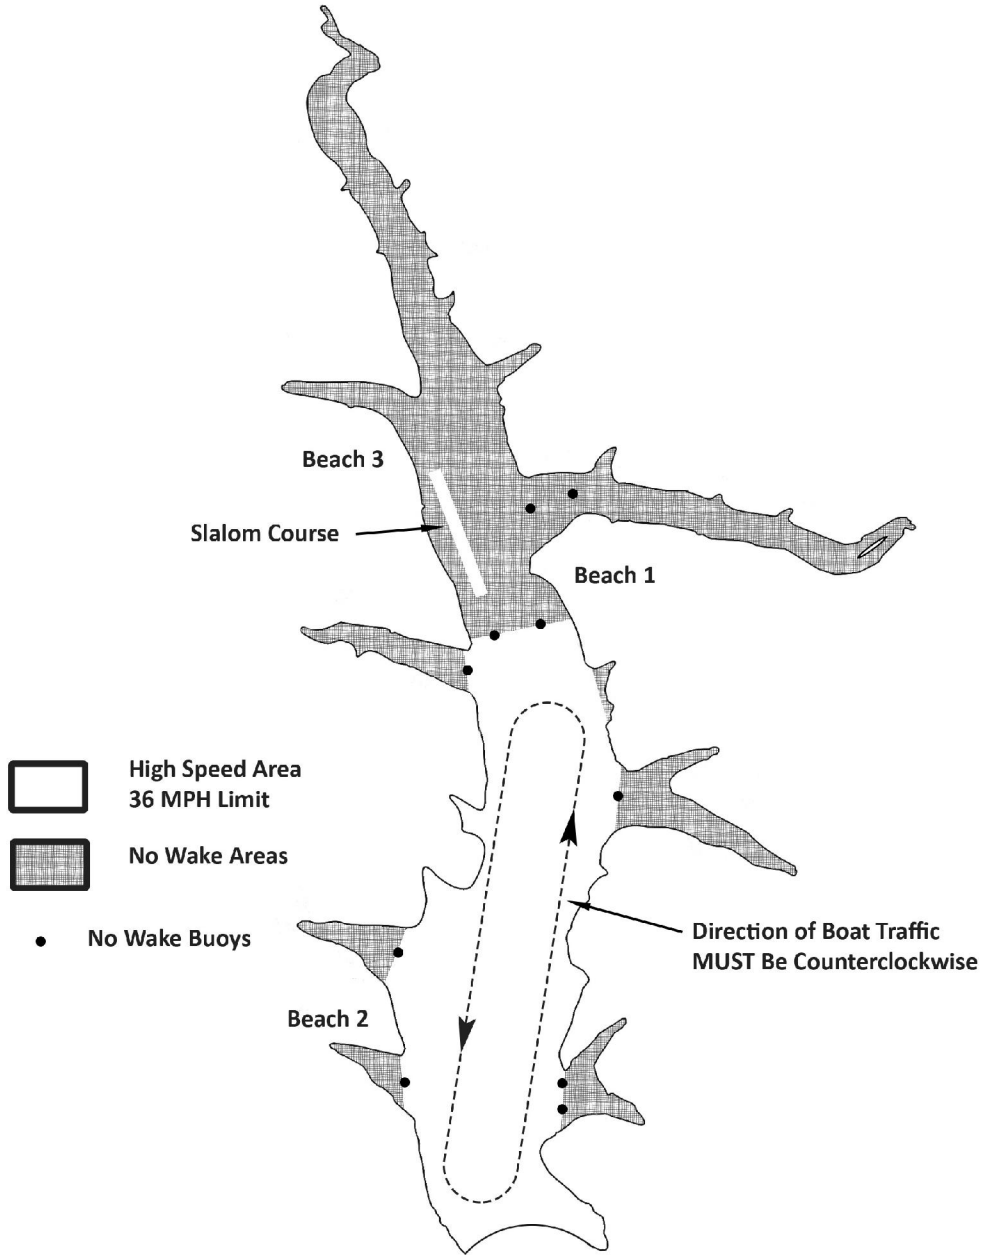 Beach 3
Slalom Course
Beach 1
High Speed Area
36 MPH Limit
No Wake Areas
No Wake Buoys
Direction of Boat Traffic
MUST Be Counterclockwise
Beach 2